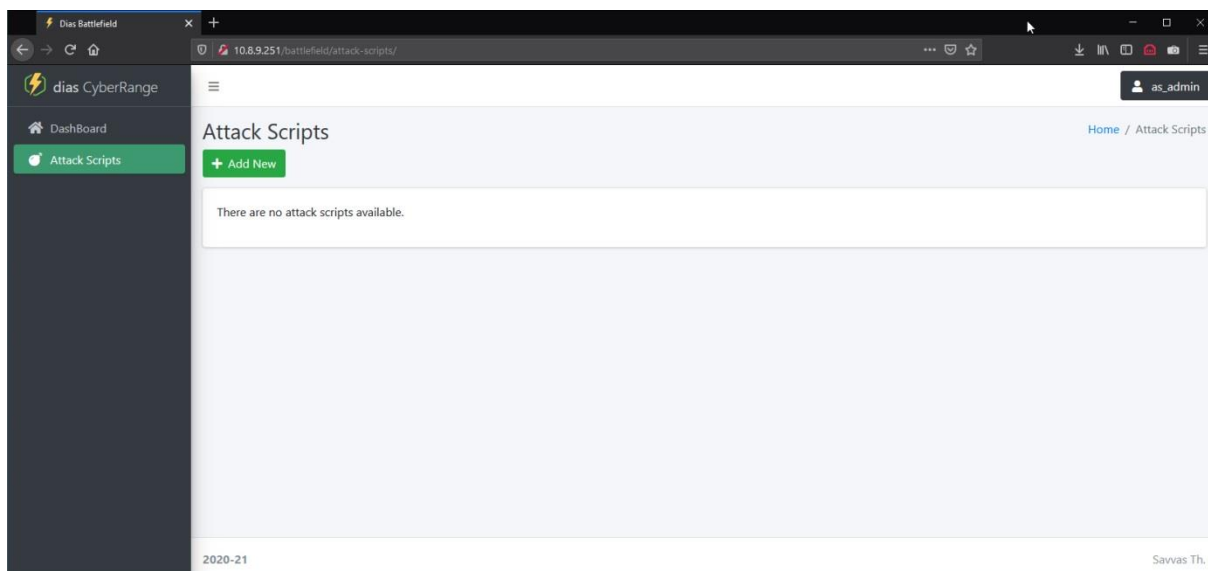 Dias Battlefield
10.8.9.251/battlefield/attack-scripts/
dias CyberRange
as_admin
DashBoard
Attack Scripts
Attack Scripts
Home / Attack Scripts
+ Add New
There are no attack scripts available.
2020-21
Savvas Th.